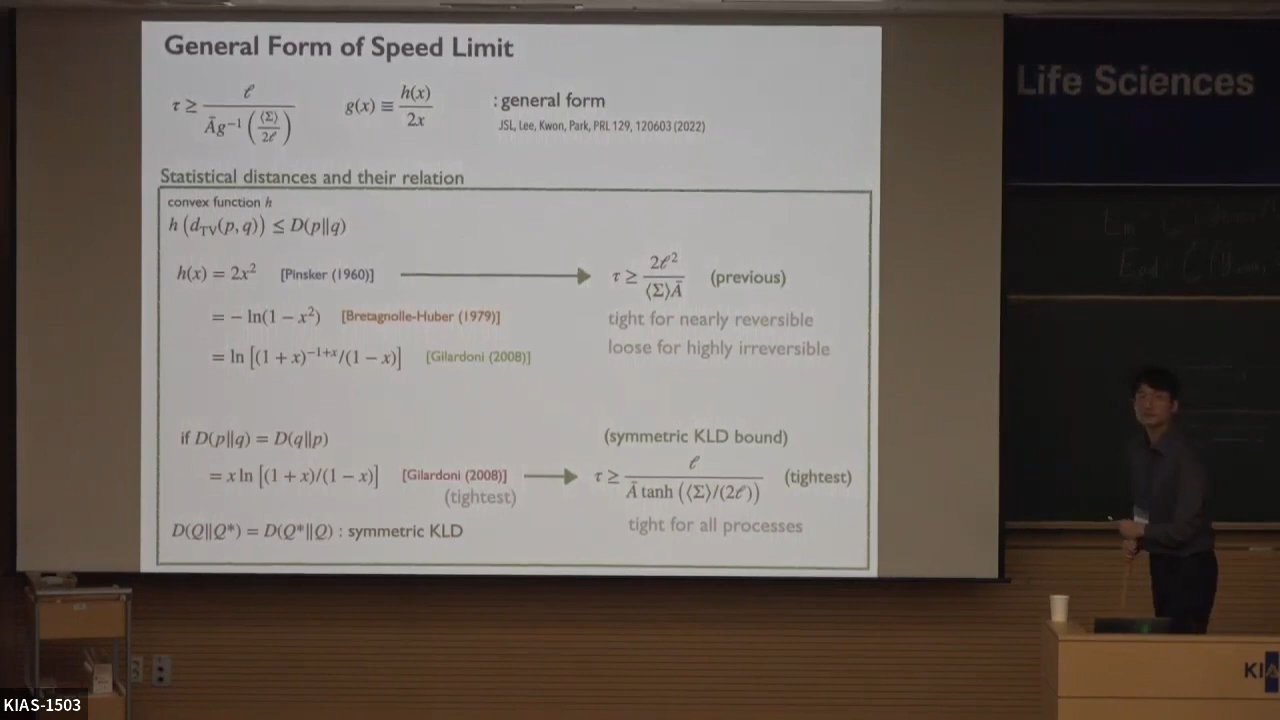 General Form of Speed Limit
τ ≥ ℓ / (Āg⁻¹(⟨Σ⟩/2ℓ)) g(x) ≡ h(x)/2x : general form
JSL, Lee, Kwon, Park, PRL 129, 120603 (2022)
Statistical distances and their relation
convex function h
h (d_TV(p, q)) ≤ D(p||q)
h(x) = 2x² [Pinsker (1960)] τ ≥ 2ℓ²/(⟨Σ⟩Ā) (previous)
= − ln(1 − x²) [Bretagnolle-Huber (1979)] tight for nearly reversible
loose for highly irreversible
= ln [(1 + x)^(−1+x)/(1 − x)] [Gilardoni (2008)]
if D(p||q) = D(q||p) (symmetric KLD bound)
= x ln [(1 + x)/(1 − x)] [Gilardoni (2008)] τ ≥ ℓ/(Ā tanh (⟨Σ⟩/(2ℓ))) (tightest)
(tightest)
tight for all processes
D(Q||Q*) = D(Q*||Q) : symmetric KLD
Life Sciences
KIA
KIAS-1503